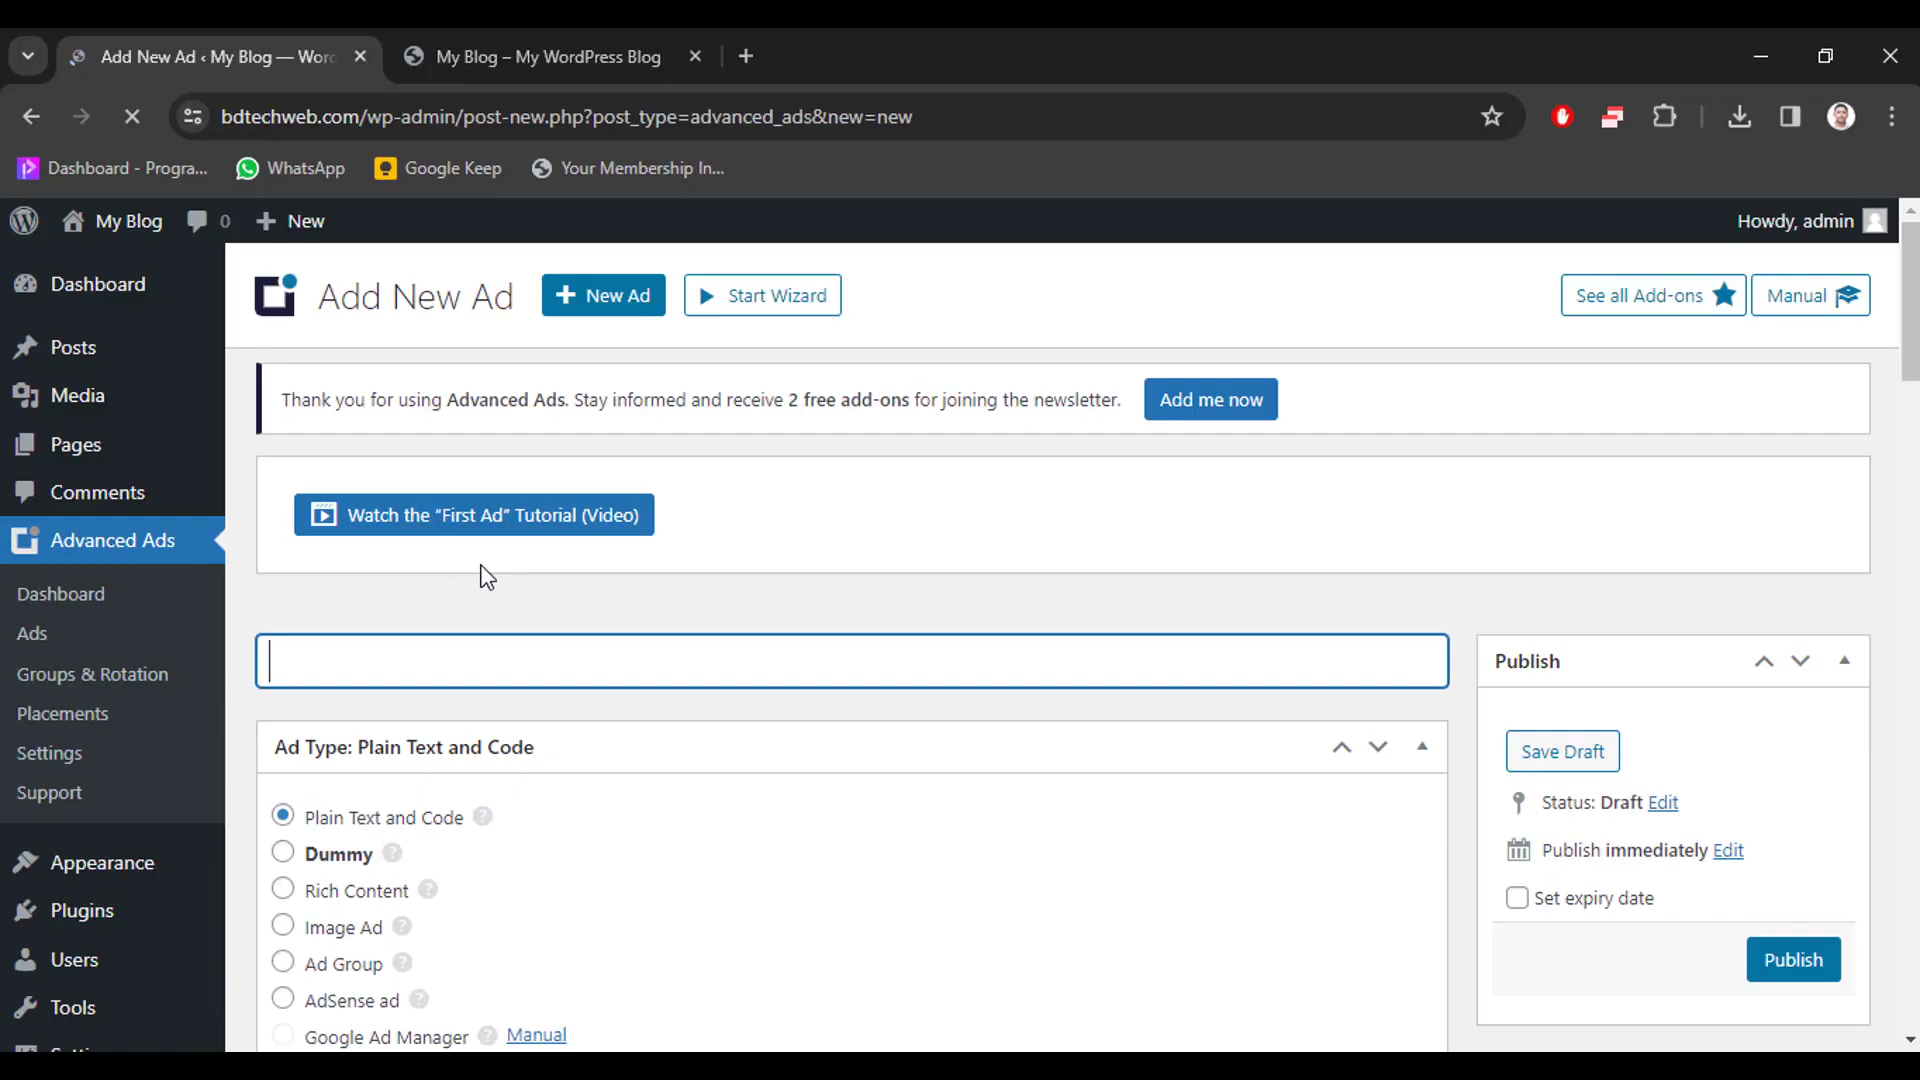 Add New Ad ‹ My Blog — Wor
My Blog – My WordPress Blog
bdtechweb.com/wp-admin/post-new.php?post_type=advanced_ads&new=new
Dashboard - Progra...
WhatsApp
Google Keep
Your Membership In...
My Blog
0
New
Howdy, admin
Dashboard
Posts
Media
Pages
Comments
Advanced Ads
Dashboard
Ads
Groups & Rotation
Placements
Settings
Support
Appearance
Plugins
Users
Tools
Add New Ad
New Ad
Start Wizard
See all Add-ons
Manual
Thank you for using Advanced Ads. Stay informed and receive 2 free add-ons for joining the newsletter.
Add me now
Watch the “First Ad” Tutorial (Video)
Ad Type: Plain Text and Code
Plain Text and Code ?
Dummy ?
Rich Content ?
Image Ad ?
Ad Group ?
AdSense ad ?
Google Ad Manager ? Manual
Publish
Save Draft
Status: Draft Edit
Publish immediately Edit
Set expiry date
Publish